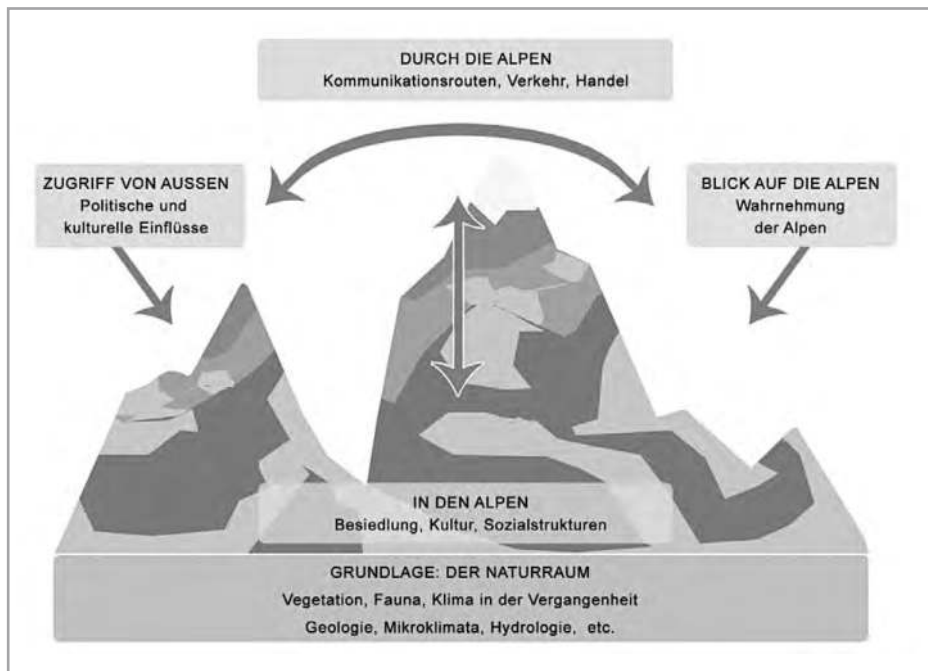 DURCH DIE ALPEN
Kommunikationsrouten, Verkehr, Handel
ZUGRIFF VON AUSSEN
Politische und
kulturelle Einflüsse
BLICK AUF DIE ALPEN
Wahrnehmung
der Alpen
IN DEN ALPEN
Besiedlung, Kultur, Sozialstrukturen
GRUNDLAGE: DER NATURRAUM
Vegetation, Fauna, Klima in der Vergangenheit
Geologie, Mikroklimata, Hydrologie, etc.